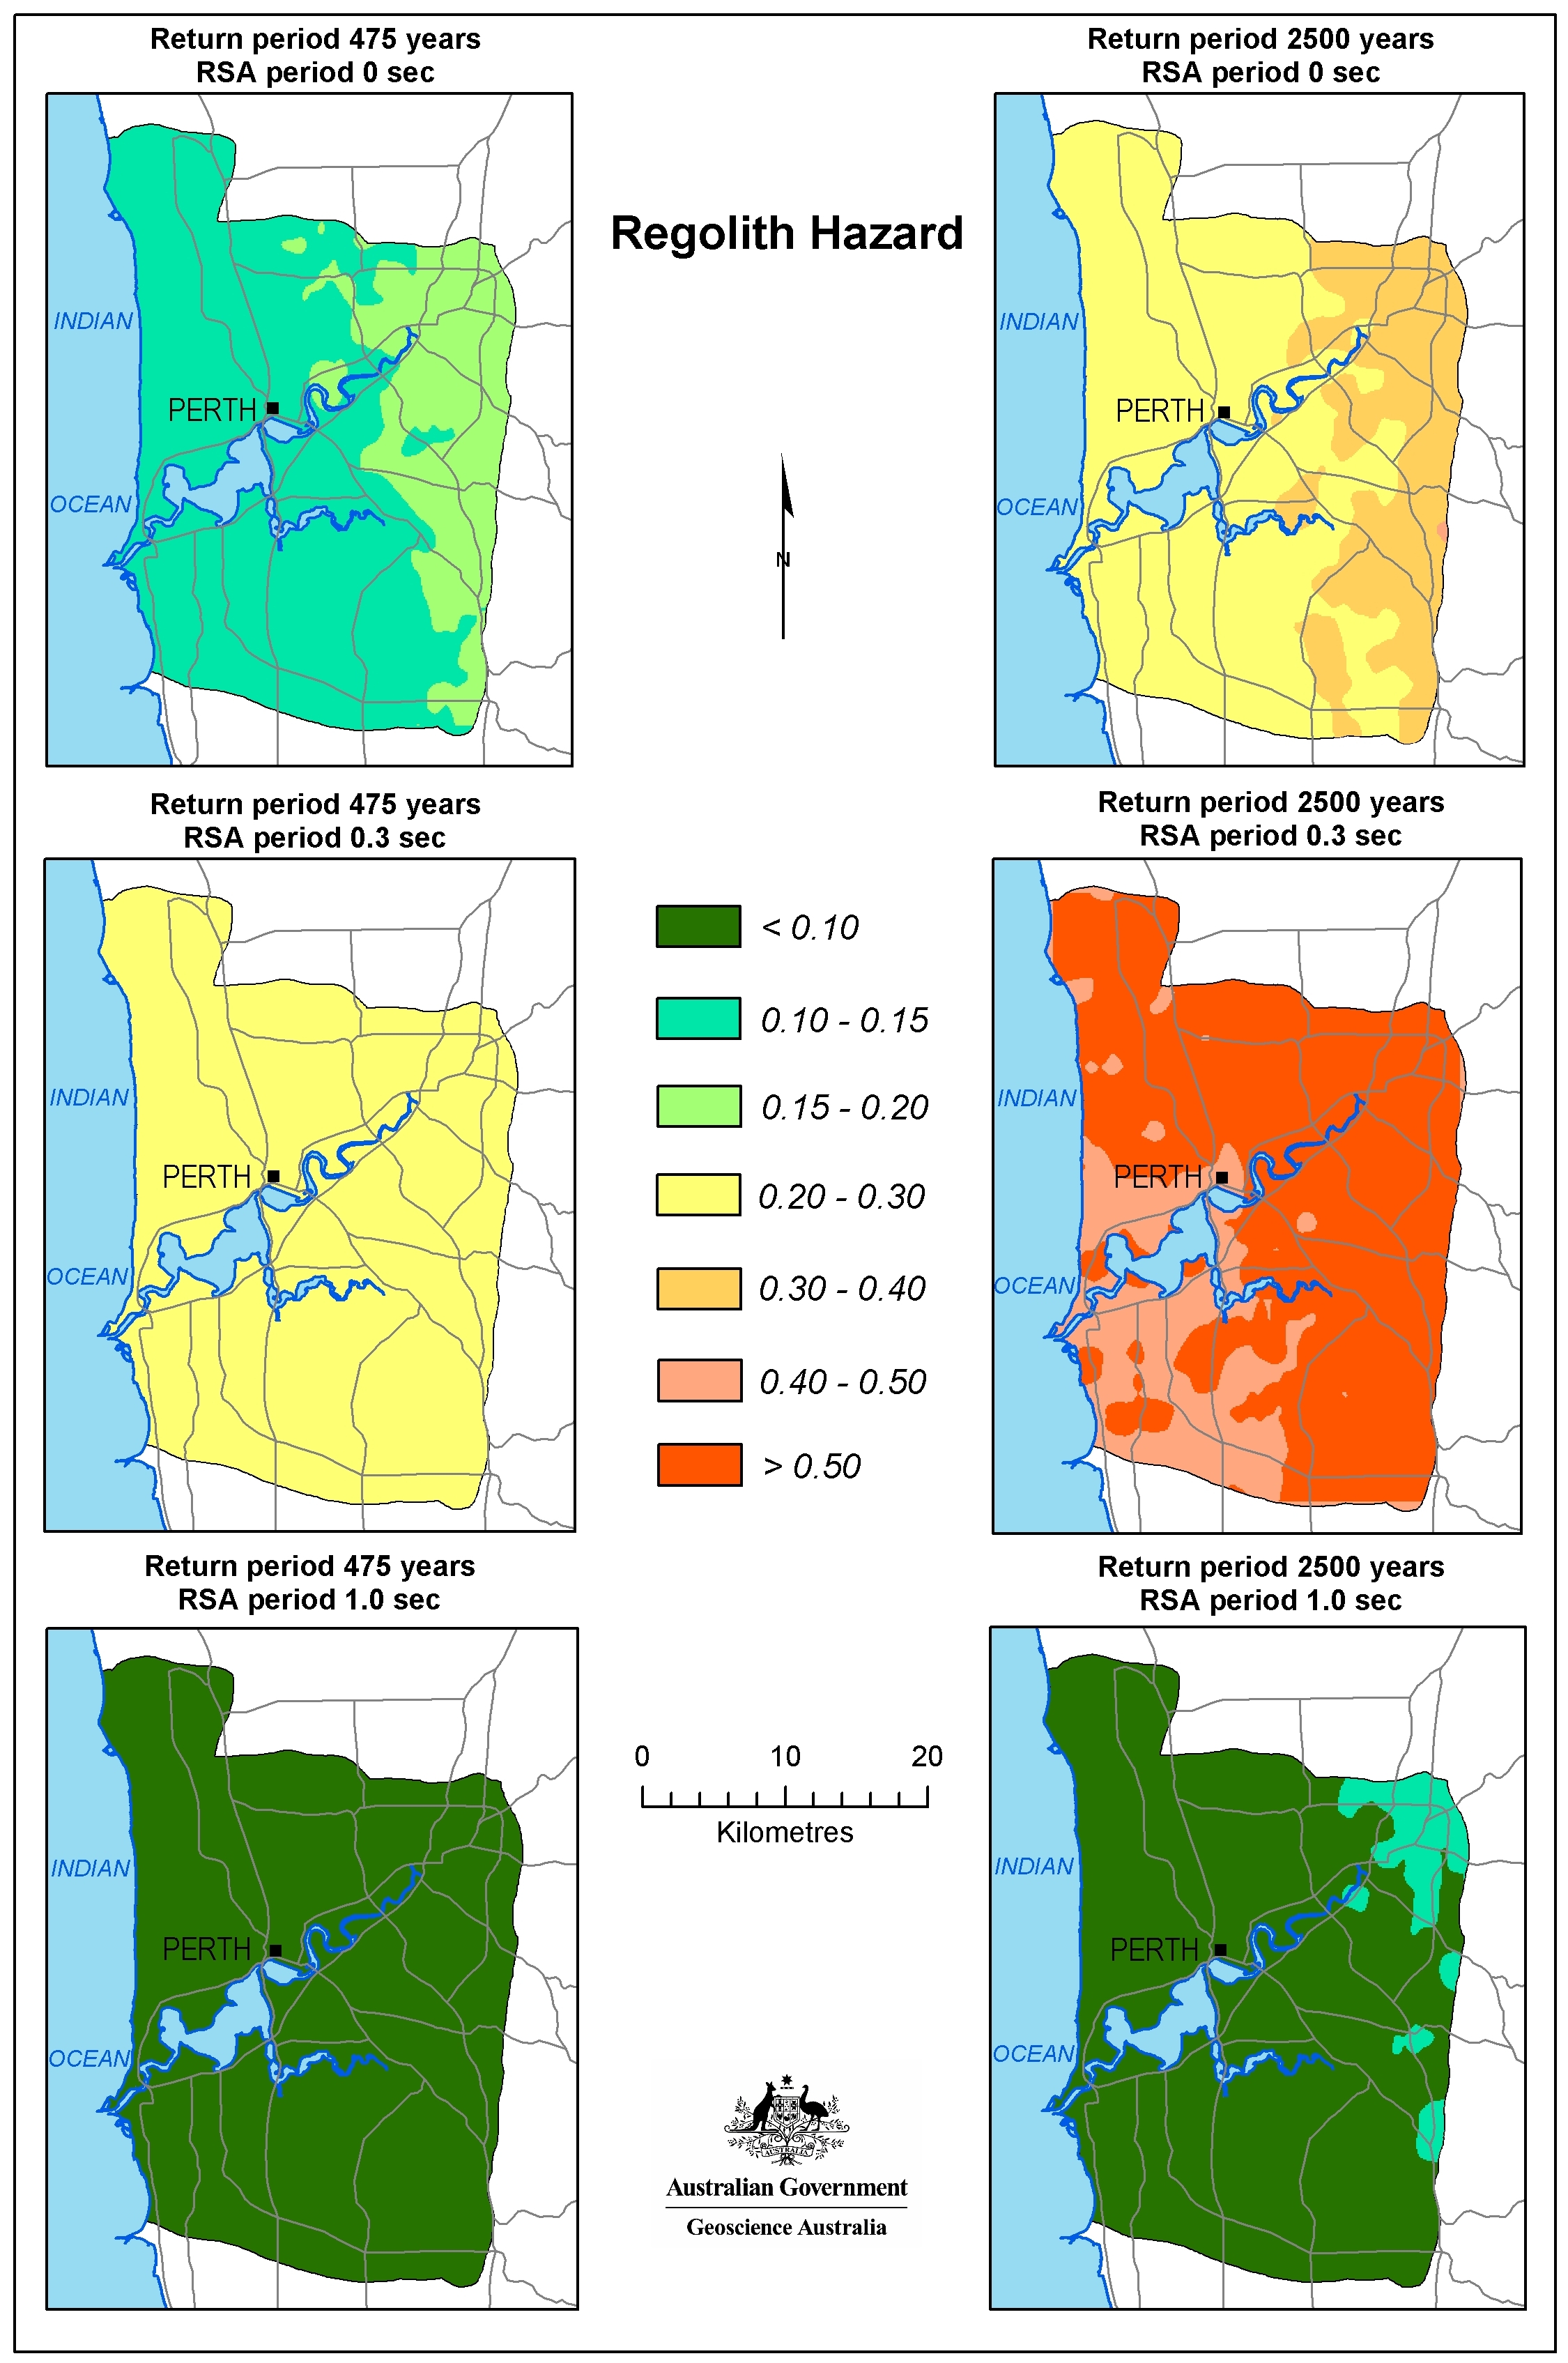 Return period 475 years
RSA period 0 sec
Return period 2500 years
RSA period 0 sec
Regolith Hazard
INDIAN
PERTH
OCEAN
INDIAN
PERTH
OCEAN
N
Return period 475 years
RSA period 0.3 sec
Return period 2500 years
RSA period 0.3 sec
INDIAN
PERTH
OCEAN
< 0.10
0.10 - 0.15
0.15 - 0.20
0.20 - 0.30
0.30 - 0.40
0.40 - 0.50
> 0.50
INDIAN
PERTH
OCEAN
Return period 475 years
RSA period 1.0 sec
Return period 2500 years
RSA period 1.0 sec
INDIAN
PERTH
OCEAN
0 10 20
Kilometres
INDIAN
PERTH
OCEAN
AUSTRALIA
Australian Government
Geoscience Australia